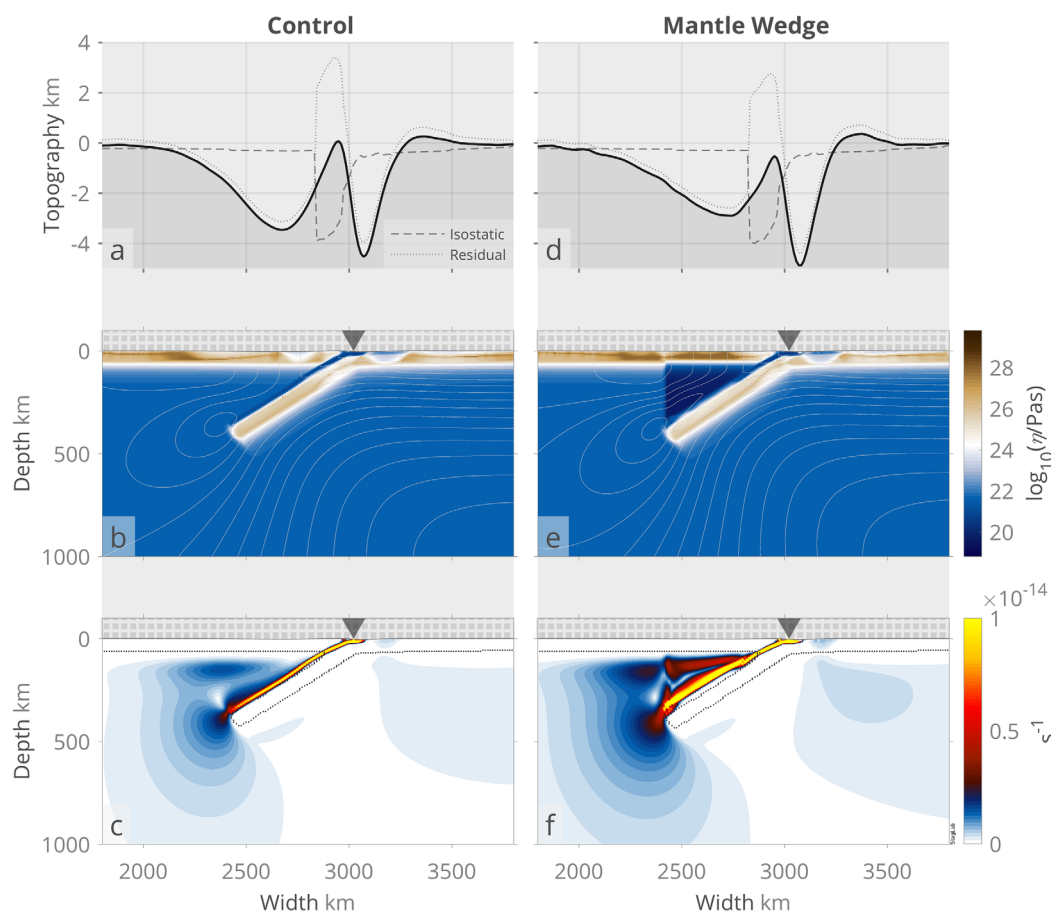 Control
Mantle Wedge
Topography km
4
2
0
-2
-4
a
Isostatic
Residual
d
Depth km
0
500
1000
b
e
28
26
24
22
20
log10(η/Pas)
Depth km
0
500
1000
c
f
×10-14
1
0.5
0
s-1
StagLab
2000
2500
3000
3500
2000
2500
3000
3500
Width km
Width km